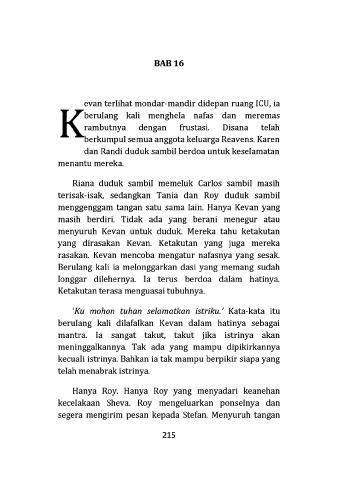 BAB 16
Kevan terlihat mondar-mandir didepan ruang ICU, ia
berulang kali menghela nafas dan meremas
rambutnya dengan frustasi. Disana telah
berkumpul semua anggota keluarga Reavens. Karen
dan Randi duduk sambil berdoa untuk keselamatan
menantu mereka.
Riana duduk sambil memeluk Carlos sambil masih
terisak-isak, sedangkan Tania dan Roy duduk sambil
menggenggam tangan satu sama lain. Hanya Kevan yang
masih berdiri. Tidak ada yang berani menegur atau
menyuruh Kevan untuk duduk. Mereka tahu ketakutan
yang dirasakan Kevan. Ketakutan yang juga mereka
rasakan. Kevan mencoba mengatur nafasnya yang sesak.
Berulang kali ia melonggarkan dasi yang memang sudah
longgar dilehernya. Ia terus berdoa dalam hatinya.
Ketakutan terasa menguasai tubuhnya.
'Ku mohon tuhan selamatkan istriku.' Kata-kata itu
berulang kali dilafalkan Kevan dalam hatinya sebagai
mantra. Ia sangat takut, takut jika istrinya akan
meninggalkannya. Tak ada yang mampu dipikirkannya
kecuali istrinya. Bahkan ia tak mampu berpikir siapa yang
telah menabrak istrinya.
Hanya Roy. Hanya Roy yang menyadari keanehan
kecelakaan Sheva. Roy mengeluarkan ponselnya dan
segera mengirim pesan kepada Stefan. Menyuruh tangan
215